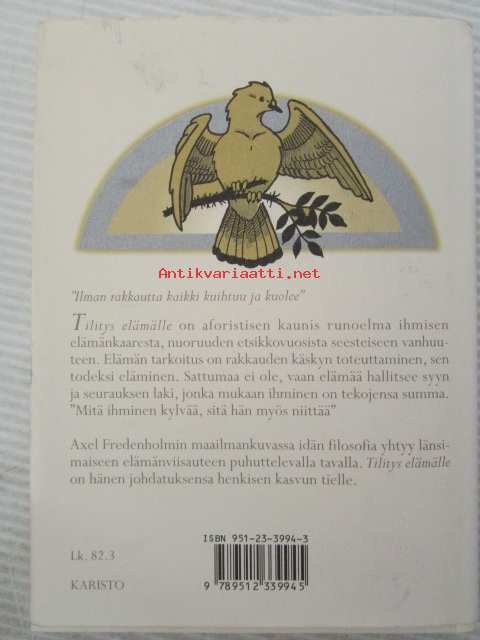 Antikvariaatti.net
"Ilman rakkautta kaikki kuihtuu ja kuolee"
Tilitys elämälle on aforistisen kaunis runoelma ihmisen
elämänkaaresta, nuoruuden etsikkovuosista seesteiseen vanhuu-
teen. Elämän tarkoitus on rakkauden käskyn toteuttaminen, sen
todeksi eläminen. Sattumaa ei ole, vaan elämää hallitsee syyn
ja seurauksen laki, jonka mukaan ihminen on tekojensa summa.
"Mitä ihminen kylvää, sitä hän myös niittää"
Axel Fredenholmin maailmankuvassa idän filosofia yhtyy länsi-
maiseen elämänviisauteen puhuttelevalla tavalla. Tilitys elämälle
on hänen johdatuksensa henkisen kasvun tielle.
ISBN 951-23-3994-3
Lk. 82.3
KARISTO
9 789512 339945